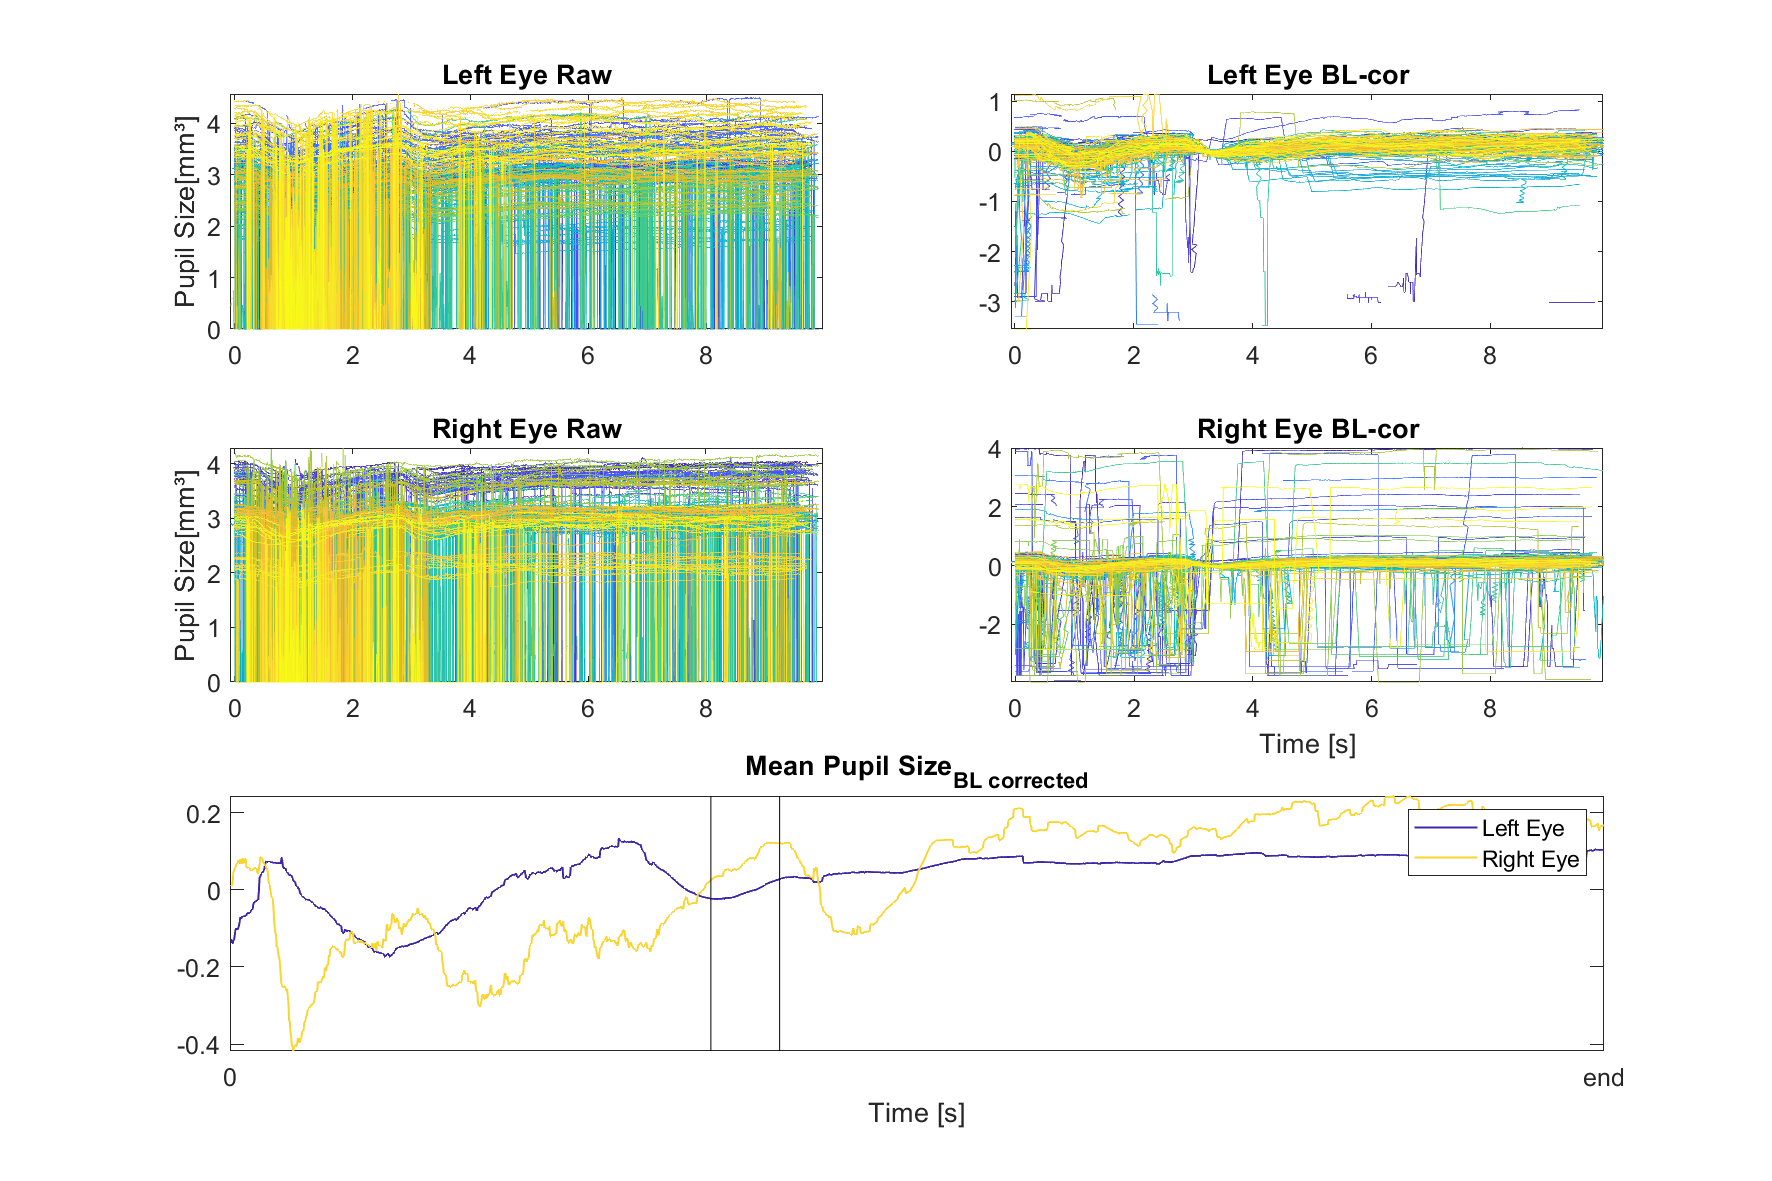 Left Eye Raw
Pupil Size[mm³]
4
3
2
1
0
0 2 4 6 8
Left Eye BL-cor
1
0
-1
-2
-3
0 2 4 6 8
Right Eye Raw
Pupil Size[mm³]
4
3
2
1
0
0 2 4 6 8
Right Eye BL-cor
4
2
0
-2
0 2 4 6 8
Time [s]
Mean Pupil Size BL corrected
0.2
0
-0.2
-0.4
Left Eye
Right Eye
0 end
Time [s]